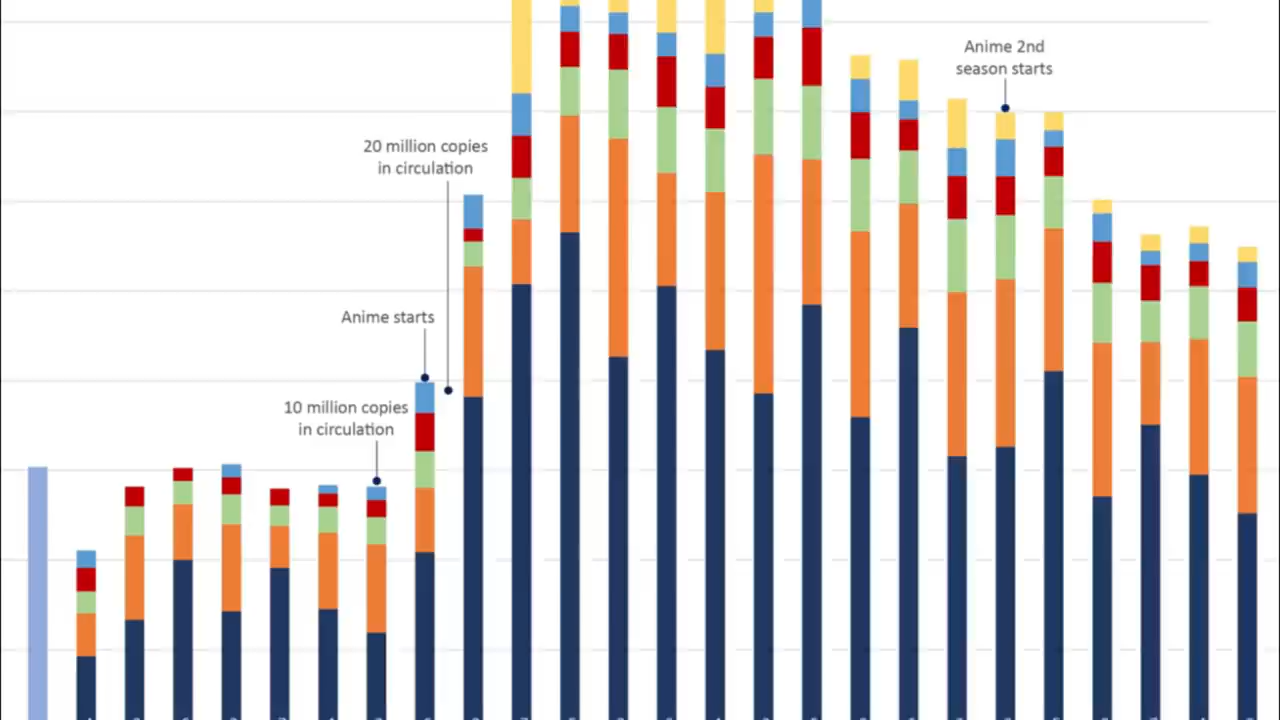 Anime 2nd
season starts
20 million copies
in circulation
Anime starts
10 million copies
in circulation